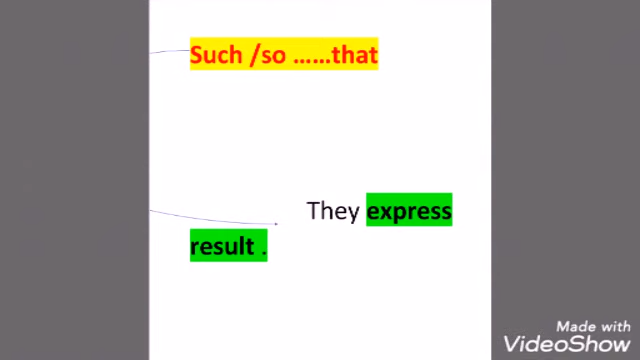 Such /so ……that
They express
result .
Made with
VideoShow